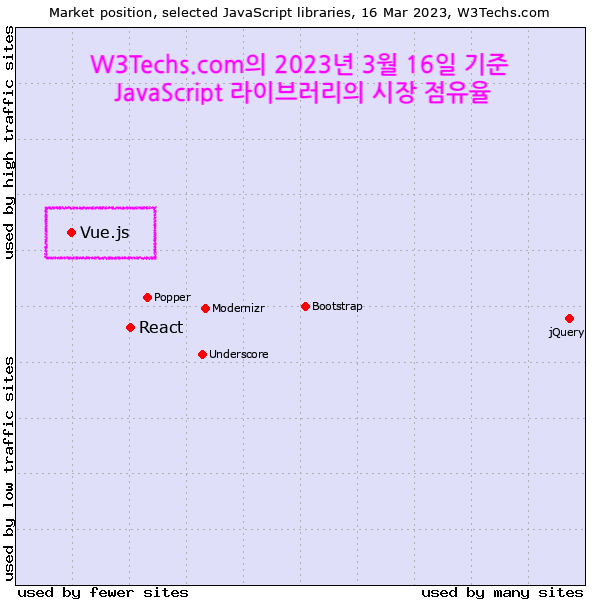 Market position, selected JavaScript libraries, 16 Mar 2023, W3Techs.com
W3Techs.com의 2023년 3월 16일 기준
JavaScript 라이브러리의 시장 점유율
used by high traffic sites
Vue.js
Popper
Modernizr
Bootstrap
React
jQuery
Underscore
used by low traffic sites
used by fewer sites
used by many sites